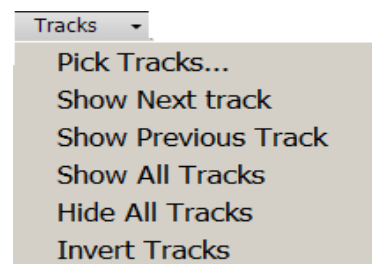 Tracks
Pick Tracks...
Show Next track
Show Previous Track
Show All Tracks
Hide All Tracks
Invert Tracks